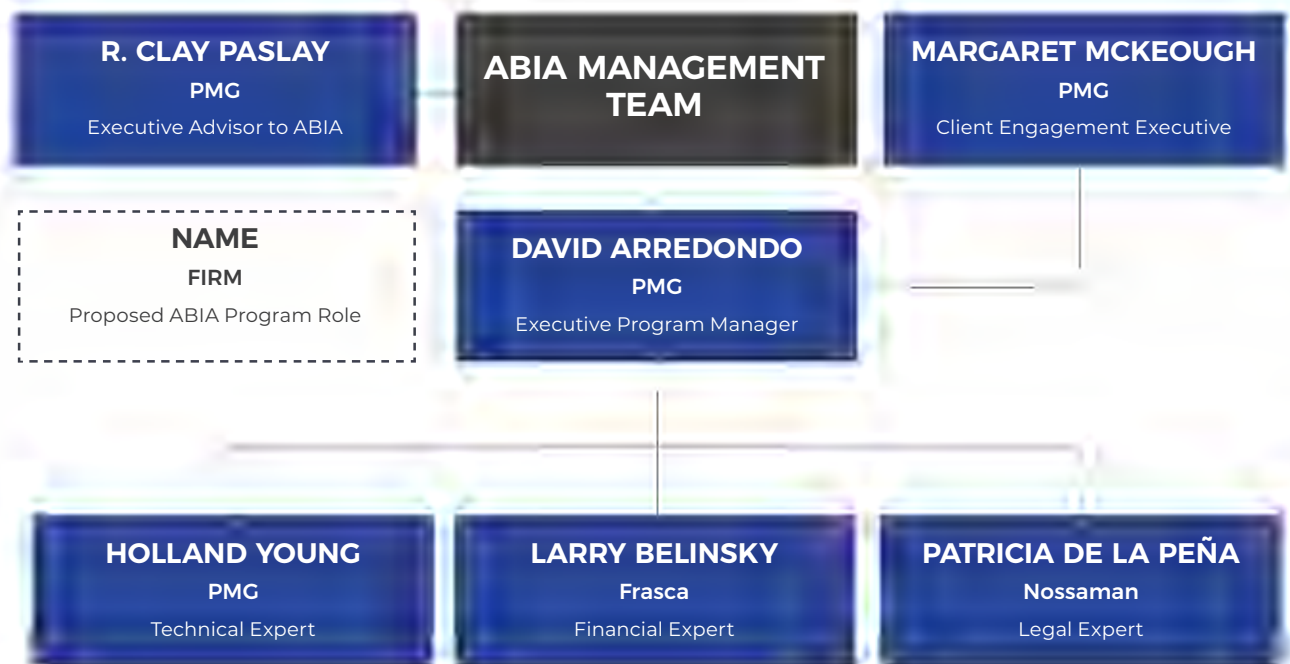 R. CLAY PASLAY
PMG
Executive Advisor to ABIA
ABIA MANAGEMENT
TEAM
MARGARET MCKEOUGH
PMG
Client Engagement Executive
NAME
FIRM
Proposed ABIA Program Role
DAVID ARREDONDO
PMG
Executive Program Manager
HOLLAND YOUNG
PMG
Technical Expert
LARRY BELINSKY
Frasca
Financial Expert
PATRICIA DE LA PEÑA
Nossaman
Legal Expert